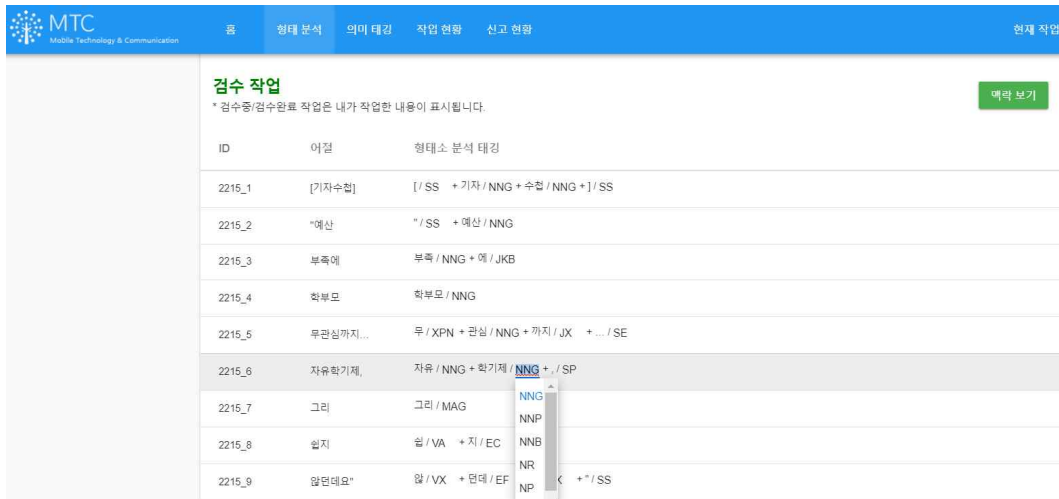 MTC
Mobile Technology & Communication
홈 형태 분석 의미 태깅 작업 현황 신고 현황 현재 작업
검수 작업
* 검수중/검수완료 작업은 내가 작업한 내용이 표시됩니다.
맥락 보기
ID 어절 형태소 분석 태깅
2215_1 [기자수첩] [ / SS + 기자 / NNG + 수첩 / NNG + ] / SS
2215_2 "예산 " / SS + 예산 / NNG
2215_3 부족에 부족 / NNG + 에 / JKB
2215_4 학부모 학부모 / NNG
2215_5 무관심까지... 무 / XPN + 관심 / NNG + 까지 / JX + ... / SE
2215_6 자유학기제, 자유 / NNG + 학기제 / NNG + , / SP
NNG
2215_7 그리 그리 / MAG
NNP
2215_8 쉽지 쉽 / VA + 지 / EC
NNB
NR
2215_9 않던데요" 않 / VX + 던데 / EF + " / SS
NP